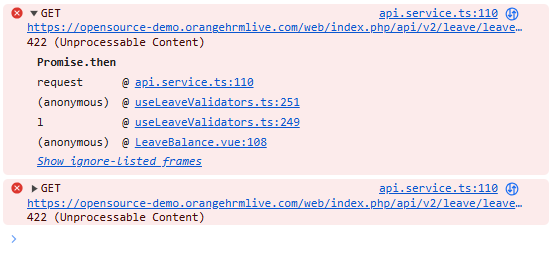 GET api.service.ts:110
https://opensource-demo.orangehrmlive.com/web/index.php/api/v2/leave/leave…
422 (Unprocessable Content)
Promise.then
request @ api.service.ts:110
(anonymous) @ useLeaveValidators.ts:251
l @ useLeaveValidators.ts:249
(anonymous) @ LeaveBalance.vue:108
Show ignore-listed frames
GET api.service.ts:110
https://opensource-demo.orangehrmlive.com/web/index.php/api/v2/leave/leave…
422 (Unprocessable Content)